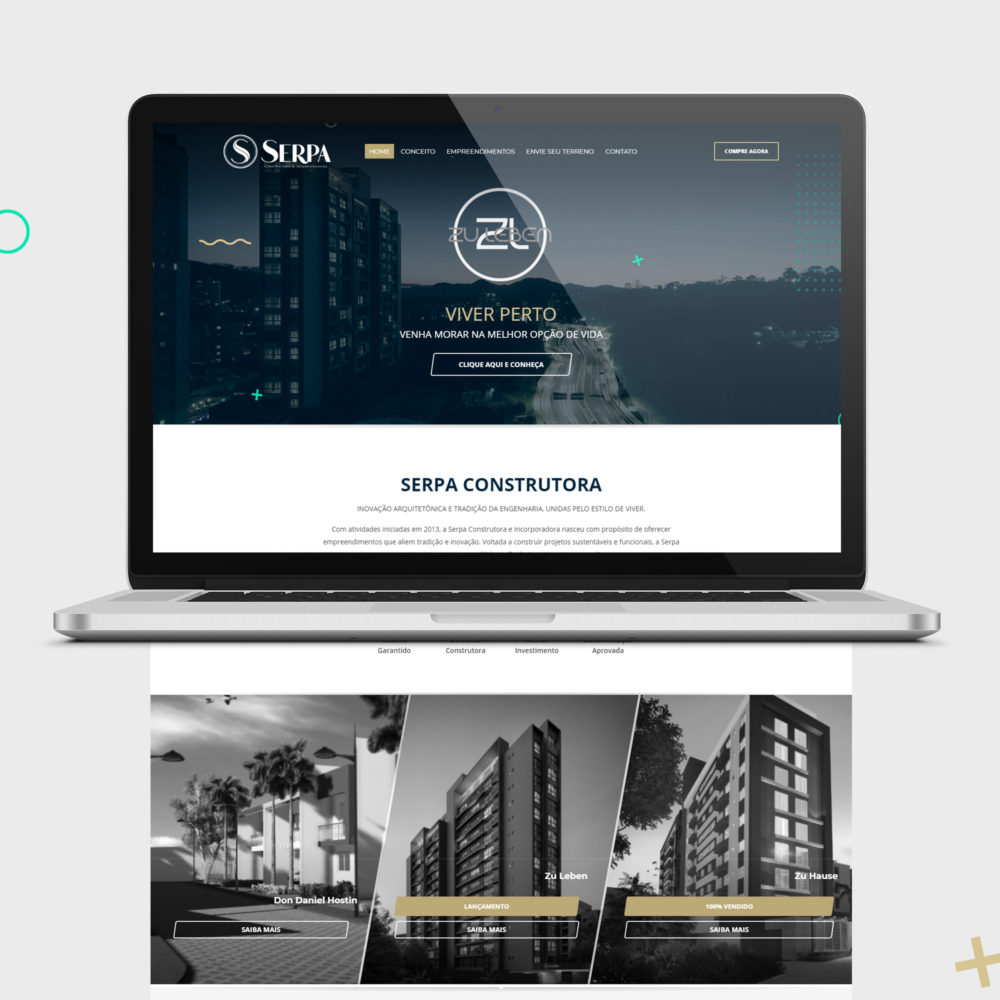 SERPA
HOME CONCEITO EMPREENDIMENTOS ENVIE SEU TERRENO CONTATO COMPRE AGORA
ZL
ZU LEBEN
VIVER PERTO
VENHA MORAR NA MELHOR OPÇÃO DE VIDA
CLIQUE AQUI E CONHEÇA
SERPA CONSTRUTORA
INOVAÇÃO ARQUITETÔNICA E TRADIÇÃO DA ENGENHARIA, UNIDAS PELO ESTILO DE VIVER.
Com atividades iniciadas em 2013, a Serpa Construtora e Incorporadora nasceu com propósito de oferecer
empreendimentos que aliem tradição e inovação. Voltada a construir projetos sustentáveis e funcionais, a Serpa
Garantido Construtora Investimento Aprovada
Don Daniel Hostin
SAIBA MAIS
Zu Leben
LANÇAMENTO
SAIBA MAIS
Zu Hause
100% VENDIDO
SAIBA MAIS